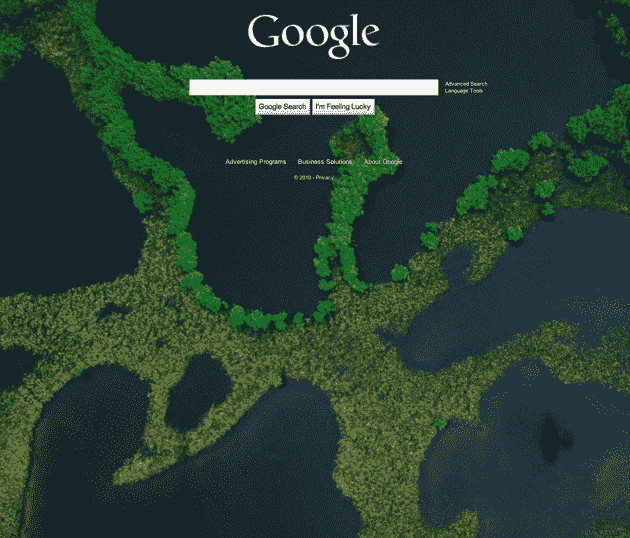 Google
Advanced Search
Language Tools
Google Search
I'm Feeling Lucky
Advertising Programs
Business Solutions
About Google
© 2010 - Privacy